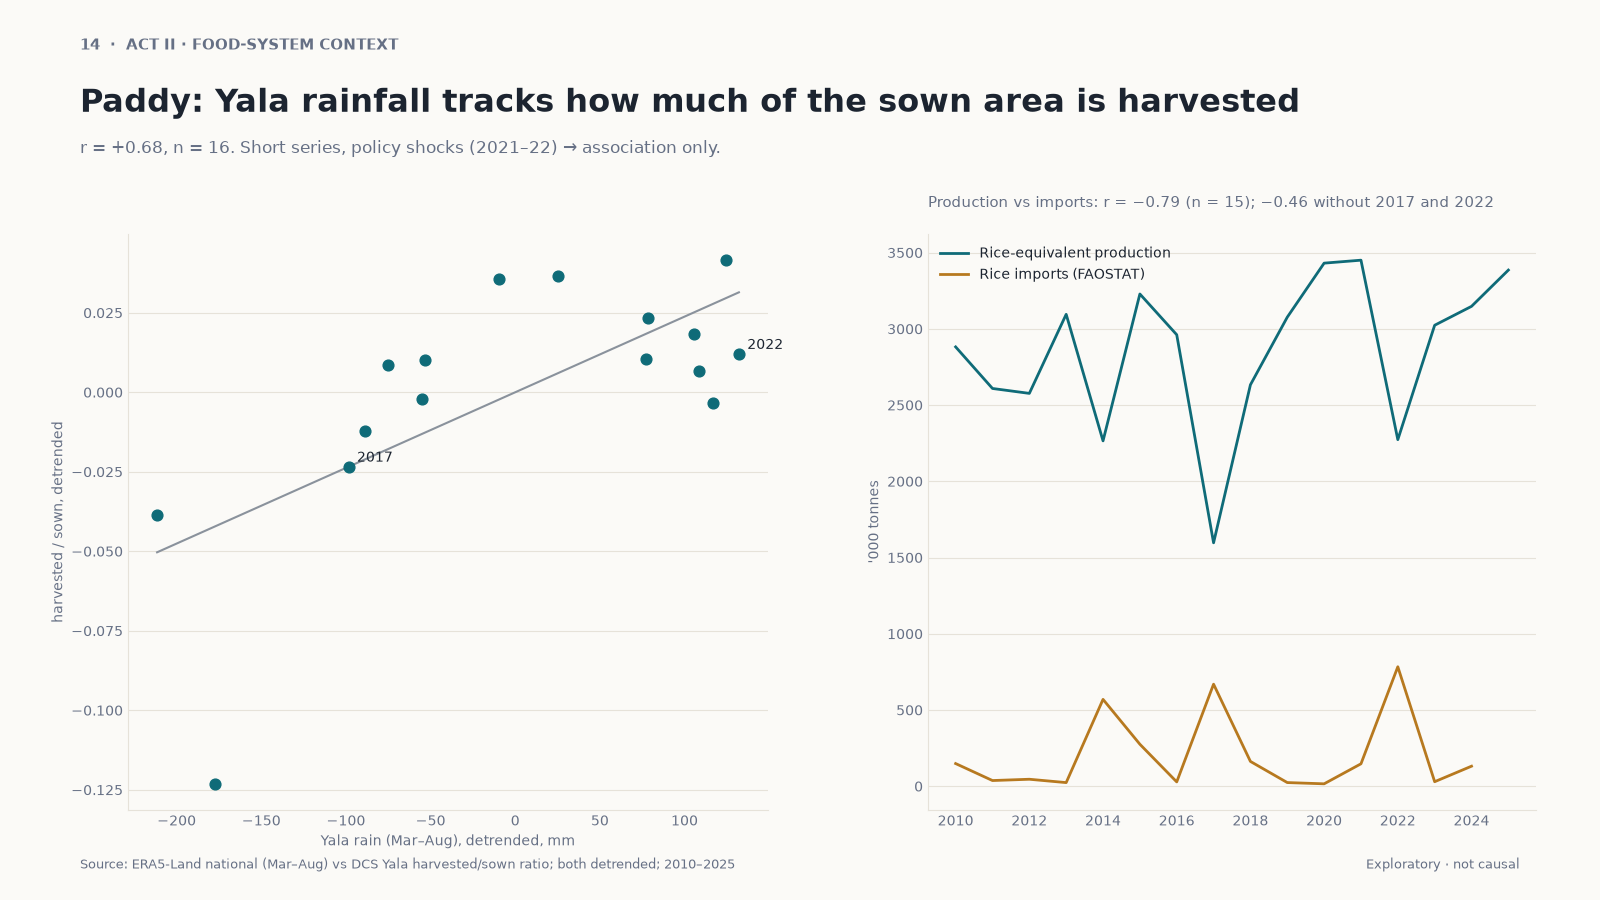 14 · ACT II · FOOD-SYSTEM CONTEXT
Paddy: Yala rainfall tracks how much of the sown area is harvested
r = +0.68, n = 16. Short series, policy shocks (2021–22) → association only.
harvested / sown, detrended
0.025
0.000
−0.025
−0.050
−0.075
−0.100
−0.125
2022
2017
−200 −150 −100 −50 0 50 100
Yala rain (Mar–Aug), detrended, mm
Production vs imports: r = −0.79 (n = 15); −0.46 without 2017 and 2022
Rice-equivalent production
Rice imports (FAOSTAT)
'000 tonnes
3500
3000
2500
2000
1500
1000
500
0
2010 2012 2014 2016 2018 2020 2022 2024
Source: ERA5-Land national (Mar–Aug) vs DCS Yala harvested/sown ratio; both detrended; 2010–2025
Exploratory · not causal